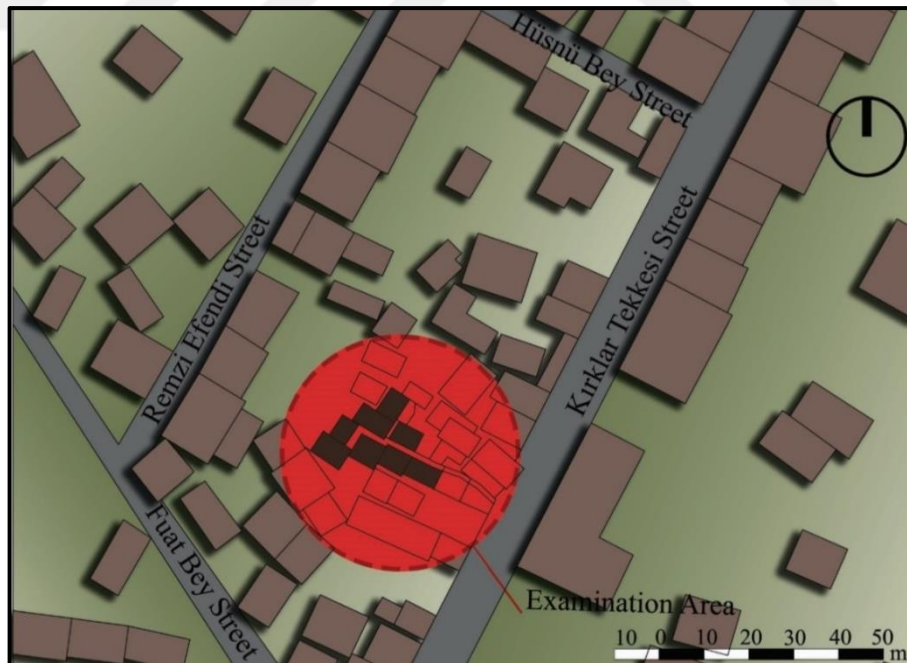 Hüsnü Bey Street
Remzi Efendi Street
Kırklar Tekkesi Street
Fuat Bey Street
Examination Area
10 0 10 20 30 40 50
m